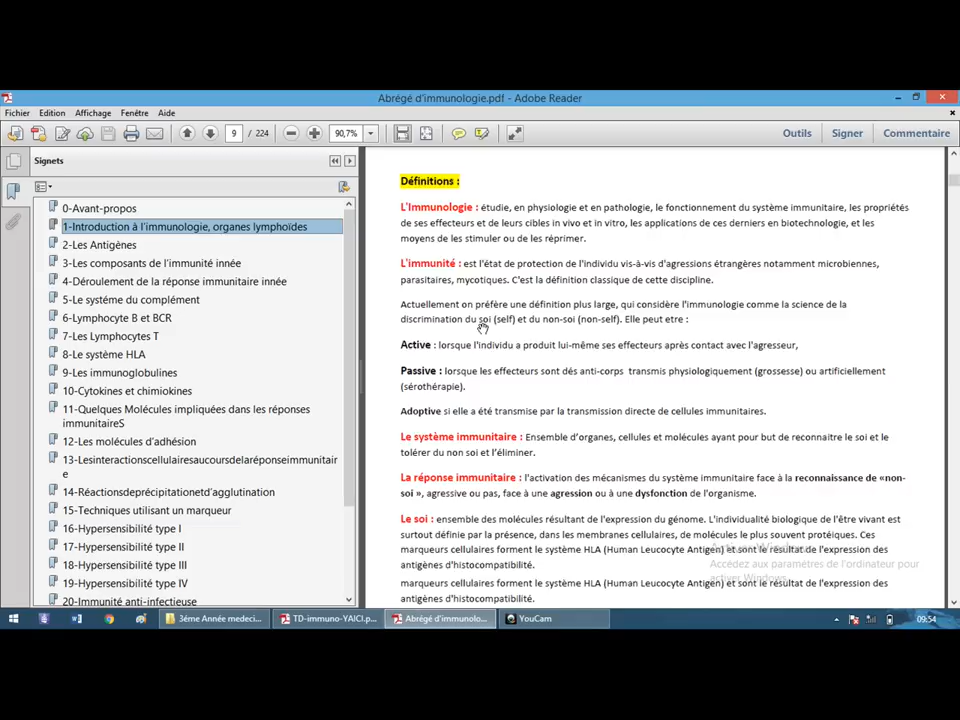 Abrégé d'immunologie.pdf - Adobe Reader
Fichier Edition Affichage Fenêtre Aide
9 / 224 90,7% Outils Signer Commentaire
Signets
0-Avant-propos
1-Introduction à l'immunologie, organes lymphoïdes
2-Les Antigènes
3-Les composants de l'immunité innée
4-Déroulement de la réponse immunitaire innée
5-Le systéme du complément
6-Lymphocyte B et BCR
7-Les Lymphocytes T
8-Le système HLA
9-Les immunoglobulines
10-Cytokines et chimiokines
11-Quelques Molécules impliquées dans les réponses
immunitaireS
12-Les molécules d'adhésion
13-Lesinteractionscellulairesaucoursdelaréponseimmunitair
e
14-Réactionsdeprécipitationetd'agglutination
15-Techniques utilisant un marqueur
16-Hypersensibilité type I
17-Hypersensibilité type II
18-Hypersensibilité type III
19-Hypersensibilité type IV
20-Immunité anti-infectieuse
Définitions :
L'Immunologie : étudie, en physiologie et en pathologie, le fonctionnement du système immunitaire, les propriétés
de ses effecteurs et de leurs cibles in vivo et in vitro, les applications de ces derniers en biotechnologie, et les
moyens de les stimuler ou de les réprimer.
L'immunité : est l'état de protection de l'individu vis-à-vis d'agressions étrangères notamment microbiennes,
parasitaires, mycotiques. C'est la définition classique de cette discipline.
Actuellement on préfère une définition plus large, qui considère l'immunologie comme la science de la
discrimination du soi (self) et du non-soi (non-self). Elle peut etre :
Active : lorsque l'individu a produit lui-même ses effecteurs après contact avec l'agresseur,
Passive : lorsque les effecteurs sont dés anti-corps transmis physiologiquement (grossesse) ou artificiellement
(sérothérapie).
Adoptive si elle a été transmise par la transmission directe de cellules immunitaires.
Le système immunitaire : Ensemble d'organes, cellules et molécules ayant pour but de reconnaitre le soi et le
tolérer du non soi et l'éliminer.
La réponse immunitaire : l'activation des mécanismes du système immunitaire face à la reconnaissance de «non-
soi », agressive ou pas, face à une agression ou à une dysfonction de l'organisme.
Le soi : ensemble des molécules résultant de l'expression du génome. L'individualité biologique de l'être vivant est
surtout définie par la présence, dans les membranes cellulaires, de molécules le plus souvent protéiques. Ces
marqueurs cellulaires forment le système HLA (Human Leucocyte Antigen) et sont le résultat de l'expression des
antigènes d'histocompatibilité.
marqueurs cellulaires forment le système HLA (Human Leucocyte Antigen) et sont le résultat de l'expression des
antigènes d'histocompatibilité.
Activer Windows
Accédez aux paramètres de l'ordinateur pour
activer Windows.
3éme Année medeci... TD-immuno-YAICI.p... Abrégé d'immunolo... YouCam 09:54